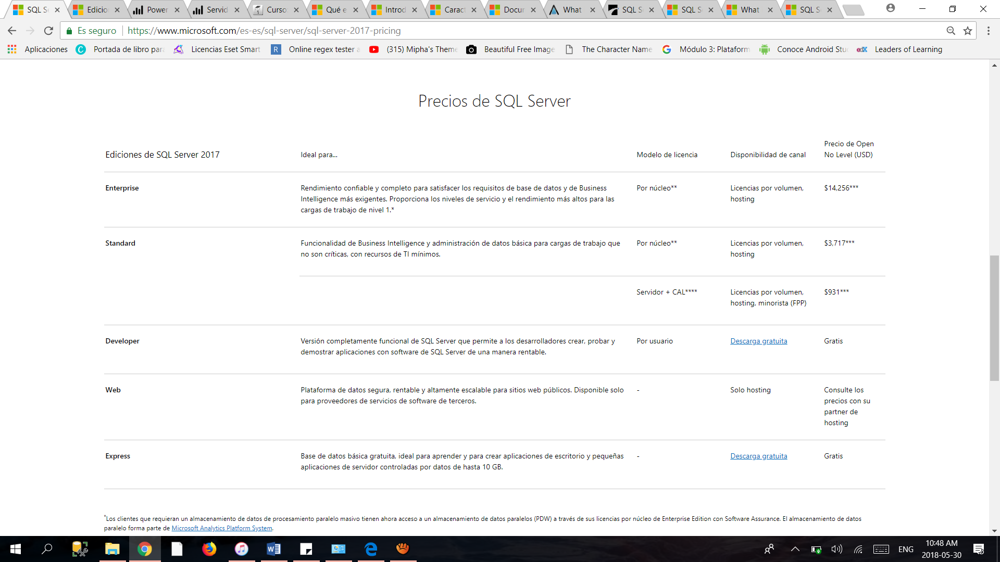 SQL S
Edicio
Power
Servid
Curso
Qué e
Introd
Caract
Docum
What
SQL S
SQL S
What
SQL S
Es seguro
https://www.microsoft.com/es-es/sql-server/sql-server-2017-pricing
Aplicaciones
Portada de libro para
Licencias Eset Smart
Online regex tester a
(315) Mipha's Theme
Beautiful Free Image
The Character Name
Módulo 3: Plataform
Conoce Android Stu
Leaders of Learning
Precios de SQL Server
Ediciones de SQL Server 2017
Ideal para...
Modelo de licencia
Disponibilidad de canal
Precio de Open
No Level (USD)
Enterprise
Rendimiento confiable y completo para satisfacer los requisitos de base de datos y de Business
Intelligence más exigentes. Proporciona los niveles de servicio y el rendimiento más altos para las
cargas de trabajo de nivel 1.*
Por núcleo**
Licencias por volumen,
hosting
$14,256***
Standard
Funcionalidad de Business Intelligence y administración de datos básica para cargas de trabajo que
no son críticas, con recursos de TI mínimos.
Por núcleo**
Licencias por volumen,
hosting
$3,717***
Servidor + CAL****
Licencias por volumen,
hosting, minorista (FPP)
$931***
Developer
Versión completamente funcional de SQL Server que permite a los desarrolladores crear, probar y
demostrar aplicaciones con software de SQL Server de una manera rentable.
Por usuario
Descarga gratuita
Gratis
Web
Plataforma de datos segura, rentable y altamente escalable para sitios web públicos. Disponible solo
para proveedores de servicios de software de terceros.
-
Solo hosting
Consulte los
precios con su
partner de
hosting
Express
Base de datos básica gratuita, ideal para aprender y para crear aplicaciones de escritorio y pequeñas
aplicaciones de servidor controladas por datos de hasta 10 GB.
-
Descarga gratuita
Gratis
*Los clientes que requieran un almacenamiento de datos de procesamiento paralelo masivo tienen ahora acceso a un almacenamiento de datos paralelos (PDW) a través de sus licencias por núcleo de Enterprise Edition con Software Assurance. El almacenamiento de datos
paralelo forma parte de Microsoft Analytics Platform System.
ENG
10:48 AM
2018-05-30